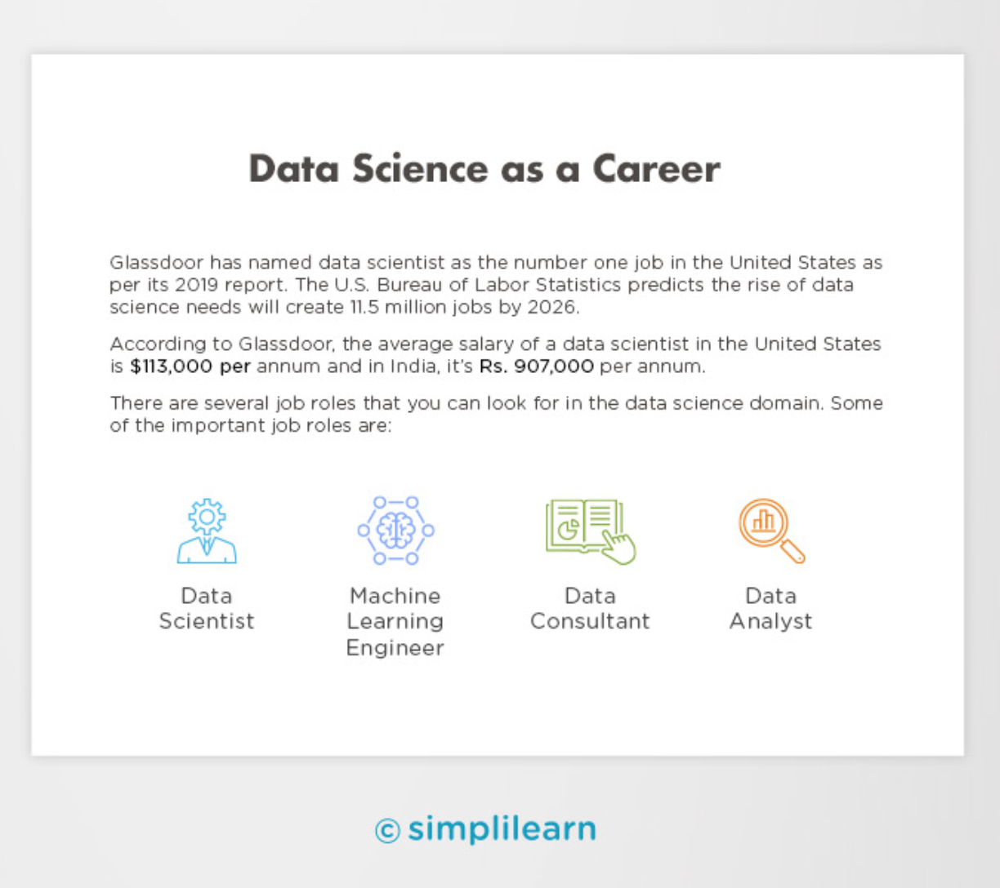 Data Science as a Career
Glassdoor has named data scientist as the number one job in the United States as
per its 2019 report. The U.S. Bureau of Labor Statistics predicts the rise of data
science needs will create 11.5 million jobs by 2026.
According to Glassdoor, the average salary of a data scientist in the United States
is $113,000 per annum and in India, it's Rs. 907,000 per annum.
There are several job roles that you can look for in the data science domain. Some
of the important job roles are:
Data
Scientist
Machine
Learning
Engineer
Data
Consultant
Data
Analyst
© simplilearn